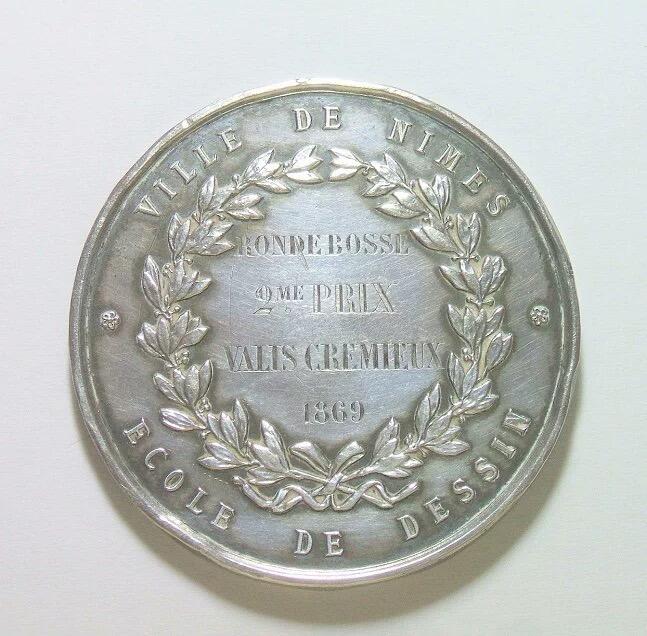 VILLE DE NIMES
RONDE BOSSE
2ME PRIX
VALIS CREMIEUX
1869
ECOLE DE DESSIN